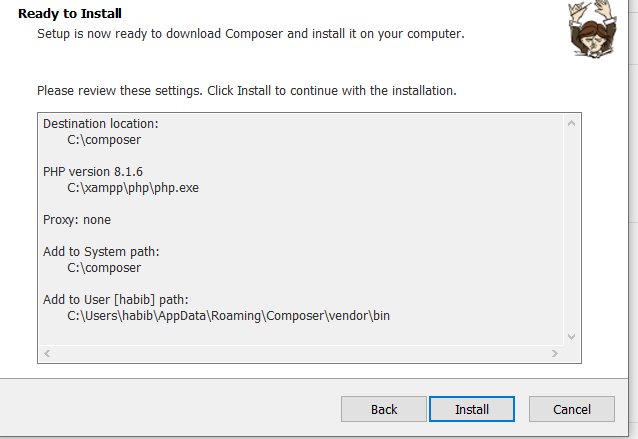 Ready to Install
Setup is now ready to download Composer and install it on your computer.
Please review these settings. Click Install to continue with the installation.
Destination location:
C:\composer
PHP version 8.1.6
C:\xampp\php\php.exe
Proxy: none
Add to System path:
C:\composer
Add to User [habib] path:
C:\Users\habib\AppData\Roaming\Composer\vendor\bin
Back
Install
Cancel